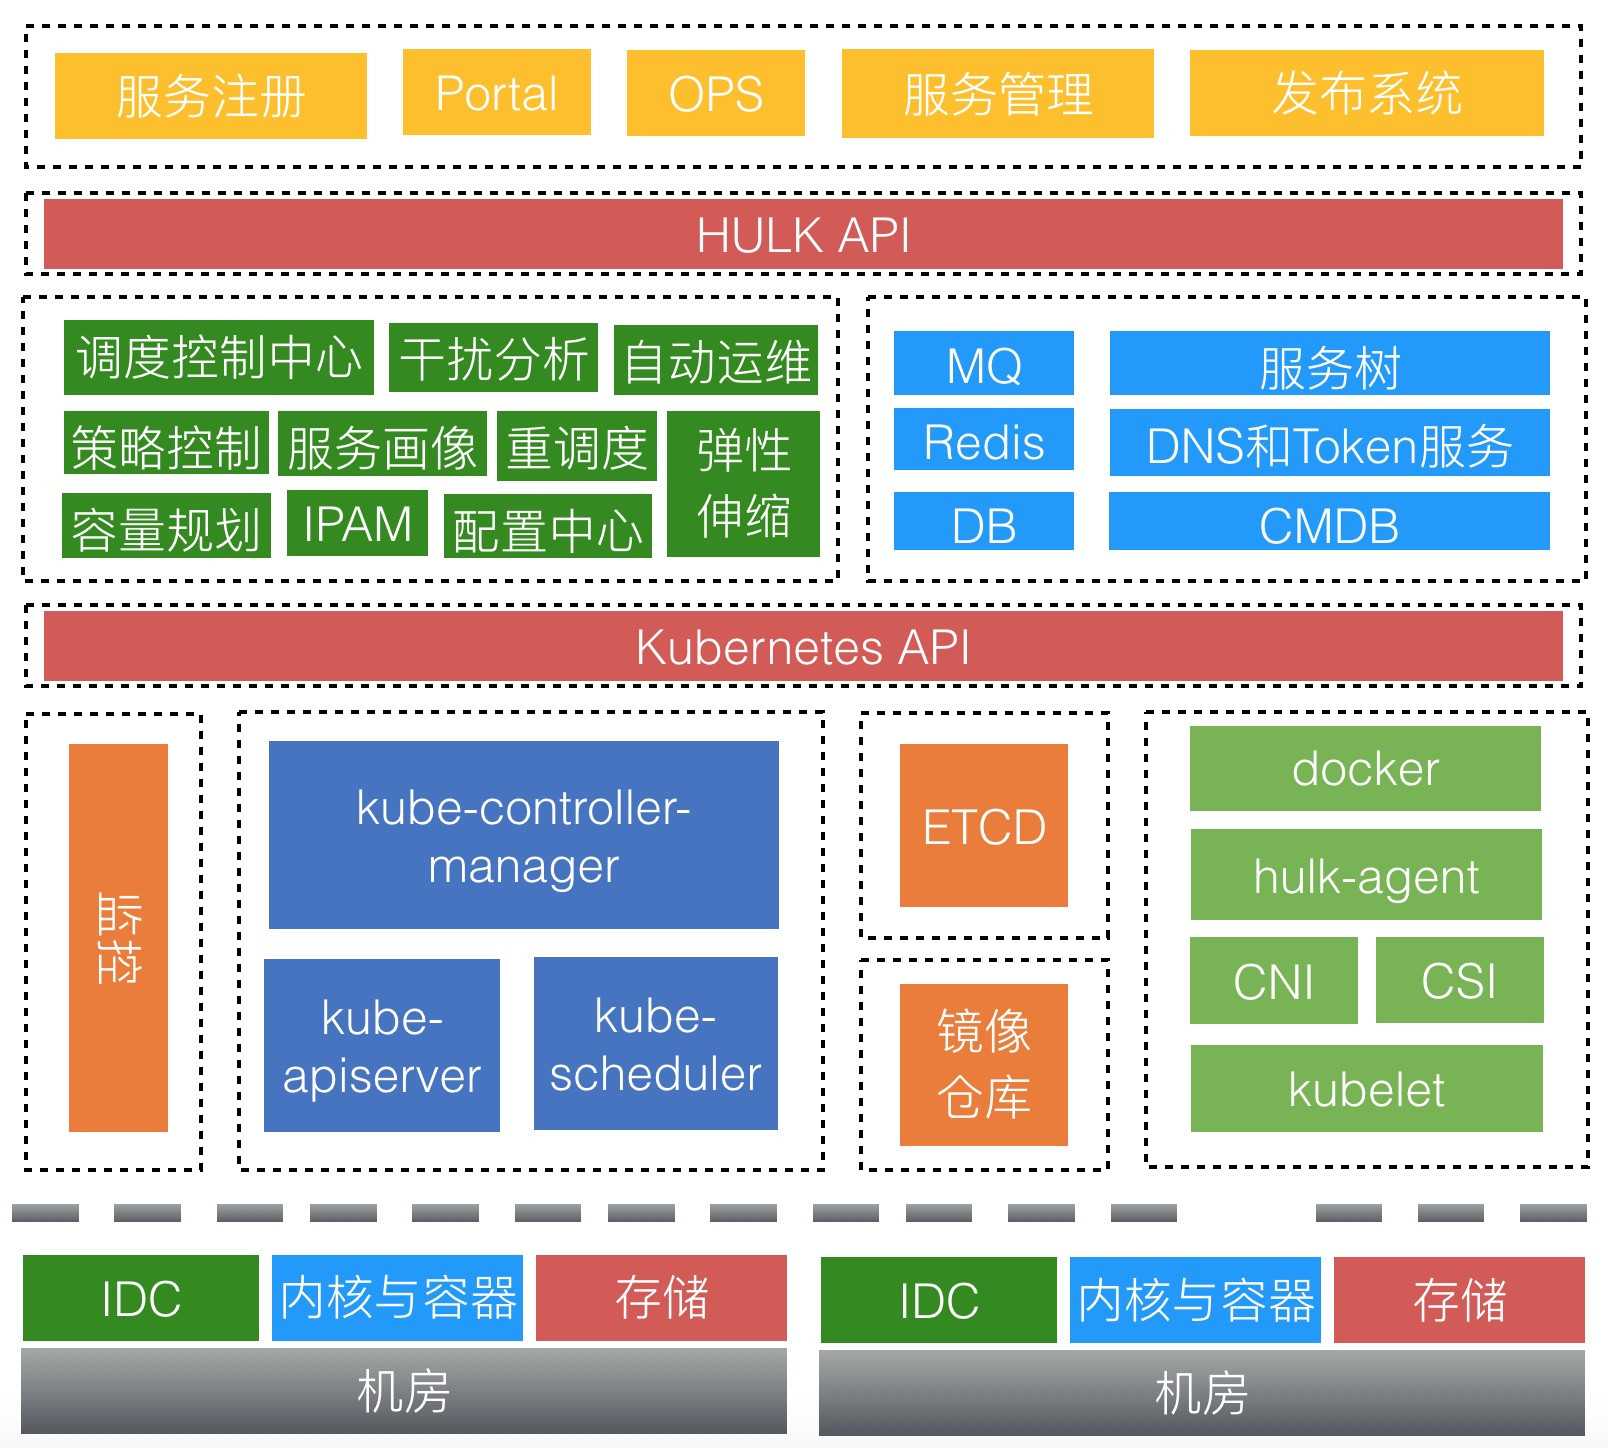 服务注册
Portal
OPS
服务管理
发布系统
HULK API
调度控制中心
干扰分析
自动运维
策略控制
服务画像
重调度
弹性
伸缩
容量规划
IPAM
配置中心
MQ
服务树
Redis
DNS和Token服务
DB
CMDB
Kubernetes API
监控
kube-controller-
manager
kube-
apiserver
kube-
scheduler
ETCD
镜像
仓库
docker
hulk-agent
CNI
CSI
kubelet
IDC
内核与容器
存储
机房
IDC
内核与容器
存储
机房